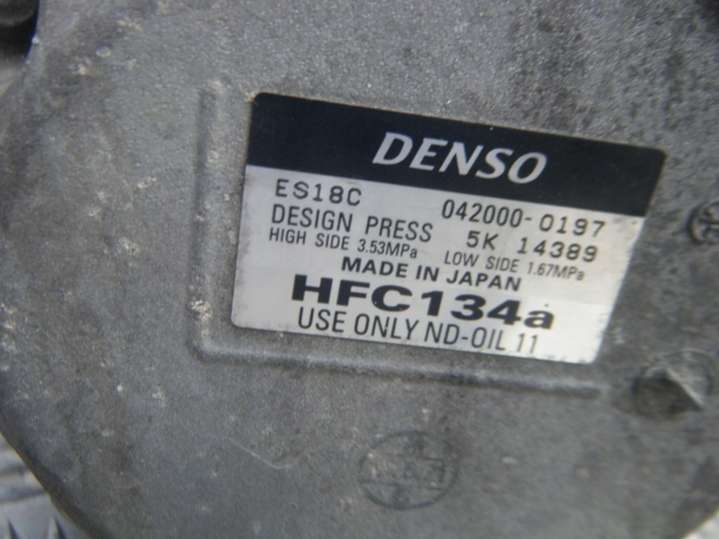 DENSO
ES18C 042000-0197
DESIGN PRESS 5K 14389
HIGH SIDE 3.53MPa LOW SIDE 1.67MPa
MADE IN JAPAN
HFC134a
USE ONLY ND-OIL 11